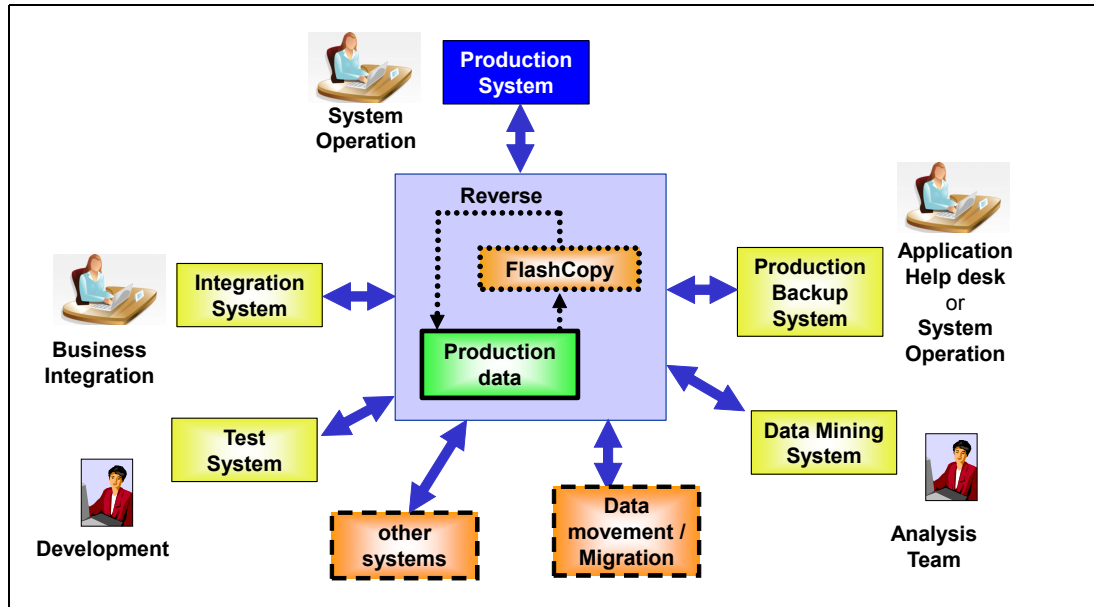 Production
System
System
Operation
Reverse
FlashCopy
Production
data
Integration
System
Business
Integration
Production
Backup
System
Application
Help desk
or
System
Operation
Test
System
Development
Data Mining
System
Analysis
Team
other
systems
Data
movement /
Migration